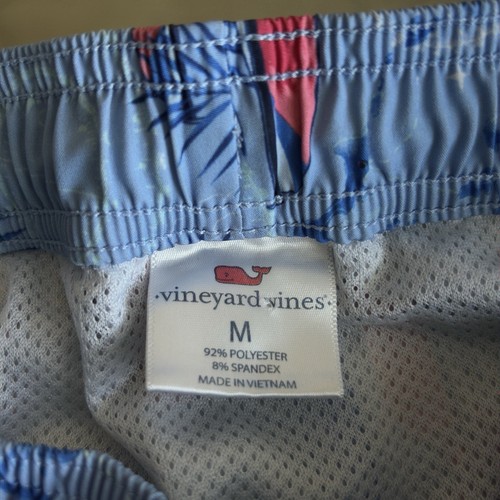 ·vineyard vines·
M
92% POLYESTER
8% SPANDEX
MADE IN VIETNAM